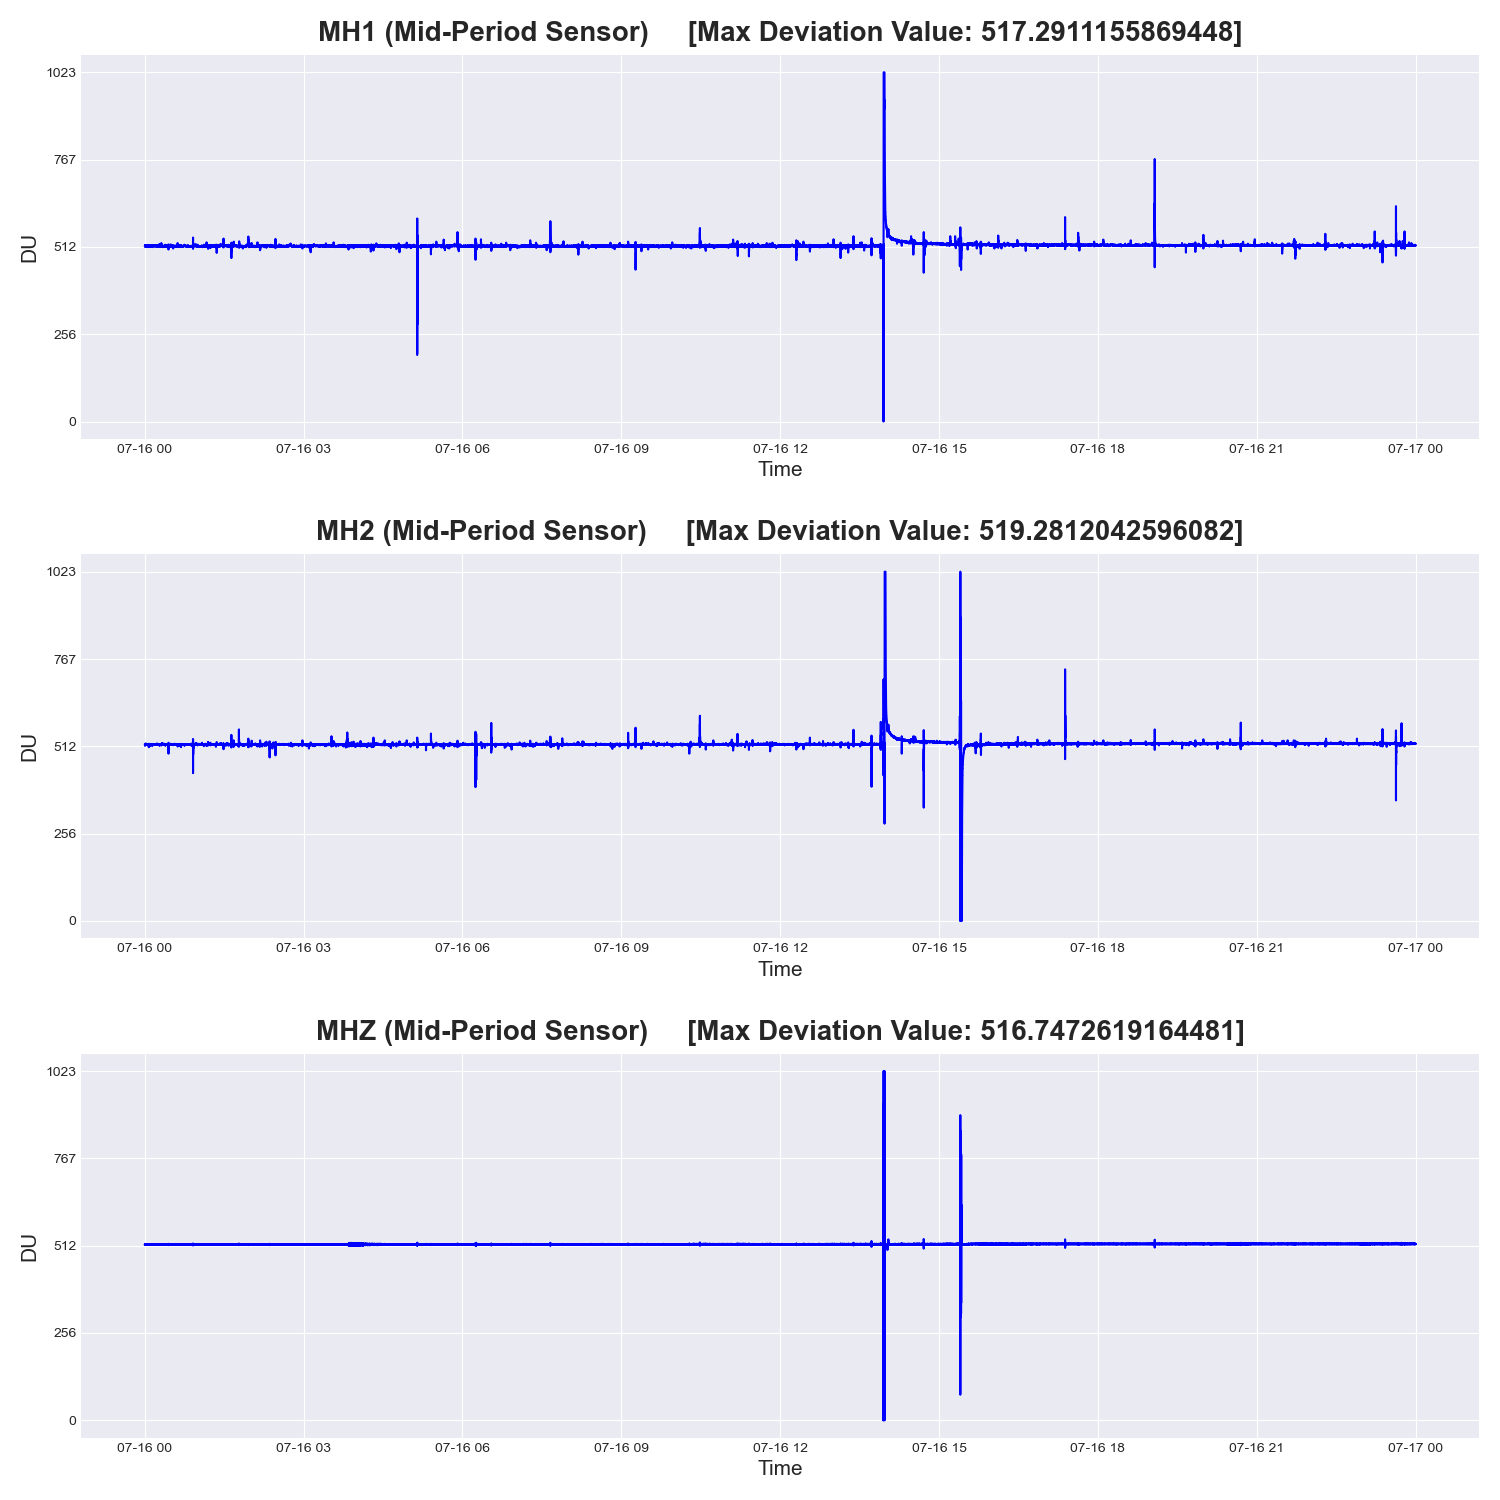 MH1 (Mid-Period Sensor) [Max Deviation Value: 517.2911155869448]
1023
767
512
256
0
DU
07-16 00 07-16 03 07-16 06 07-16 09 07-16 12 07-16 15 07-16 18 07-16 21 07-17 00
Time
MH2 (Mid-Period Sensor) [Max Deviation Value: 519.2812042596082]
1023
767
512
256
0
DU
07-16 00 07-16 03 07-16 06 07-16 09 07-16 12 07-16 15 07-16 18 07-16 21 07-17 00
Time
MHZ (Mid-Period Sensor) [Max Deviation Value: 516.7472619164481]
1023
767
512
256
0
DU
07-16 00 07-16 03 07-16 06 07-16 09 07-16 12 07-16 15 07-16 18 07-16 21 07-17 00
Time